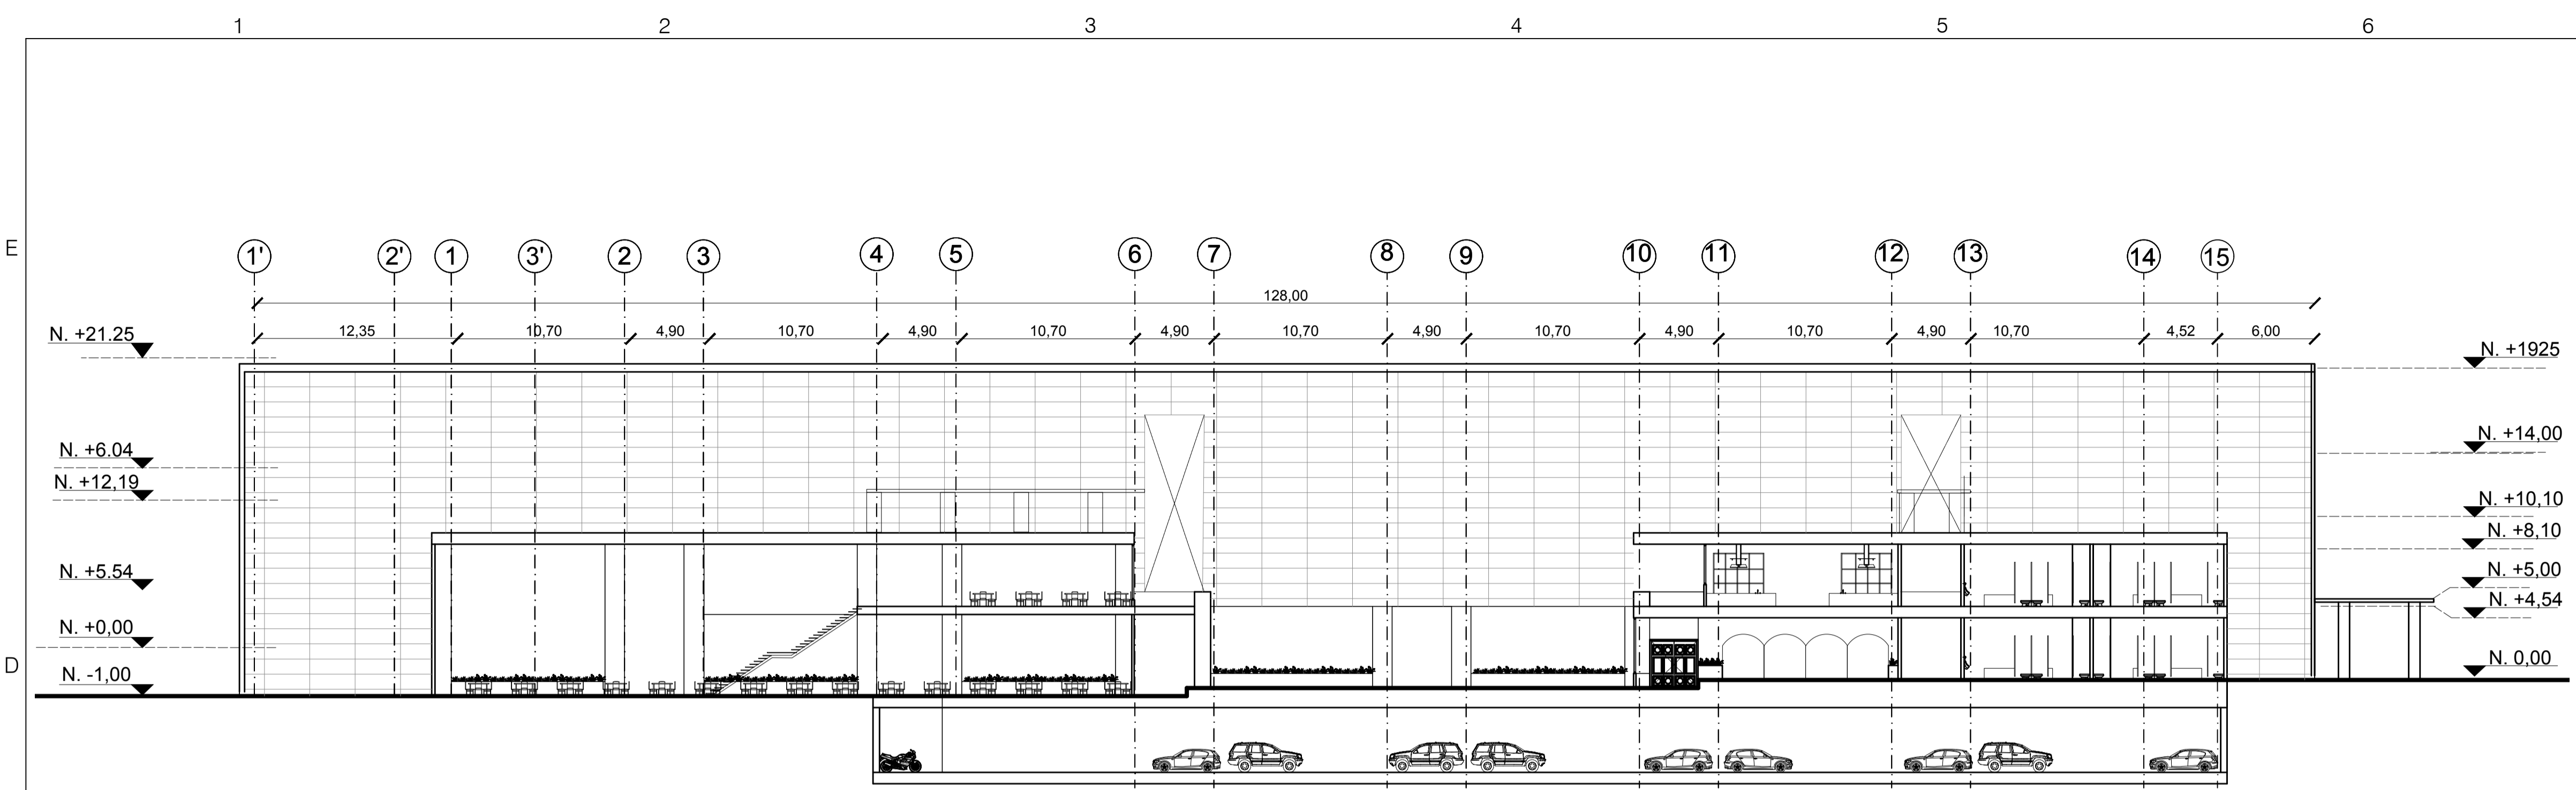 1 2 3 4 5 6
E
1' 2' 1 3' 2 3 4 5 6 7 8 9 10 11 12 13 14 15
128,00
12,35 10,70 4,90 10,70 4,90 10,70 4,90 10,70 4,90 10,70 4,90 10,70 4,90 10,70 4,52 6,00
N. +21.25
N. +1925
N. +14,00
N. +6.04
N. +12,19
N. +10,10
N. +8,10
N. +5.54
N. +5,00
N. +4,54
N. +0,00
D
N. 0,00
N. -1,00